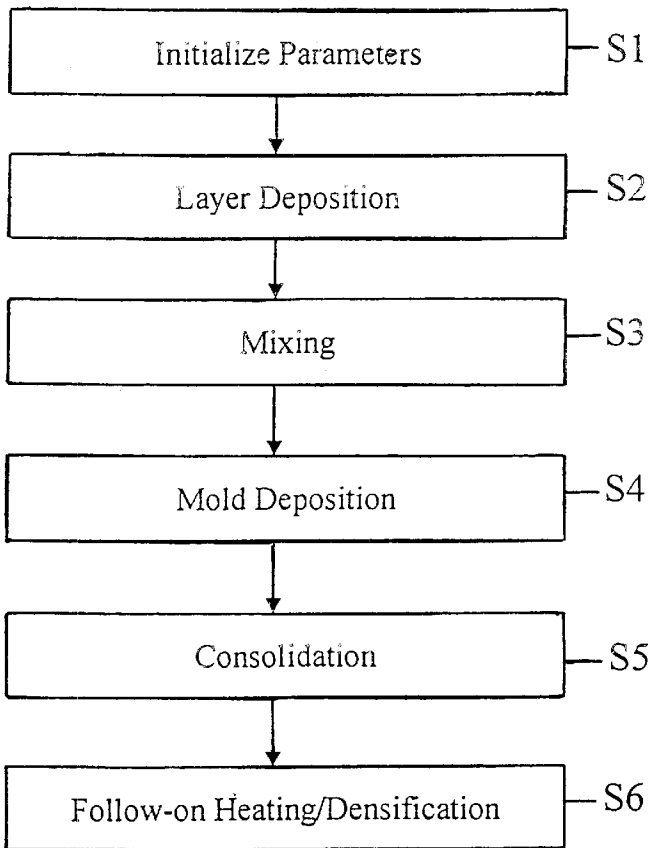 Initialize Parameters
S1
Layer Deposition
S2
Mixing
S3
Mold Deposition
S4
Consolidation
S5
Follow-on Heating/Densification
S6